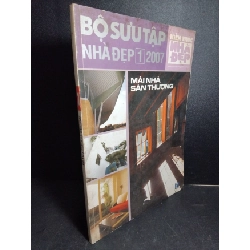 BỘ SƯU TẬP
NHÀ ĐẸP 1 2007
MÁI NHÀ
SÂN THƯỢNG